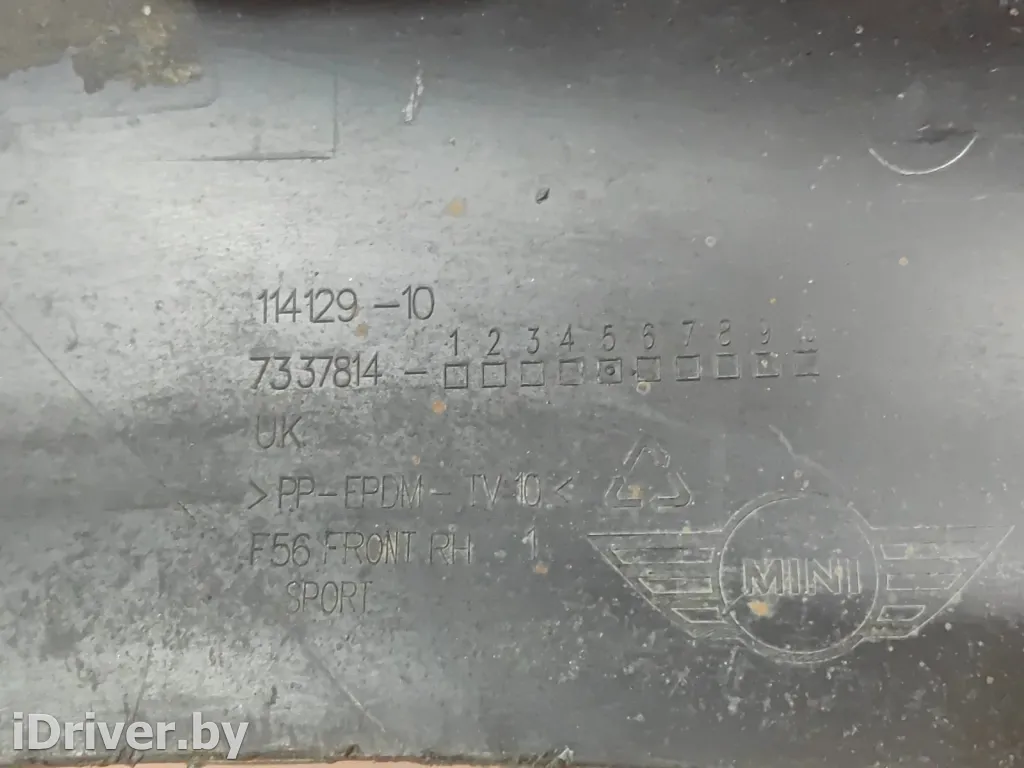 114129-10
1 2 3 4 5 6 7 8 9
7337814-
UK
>PP-EPDM-TV10<
F56 FRONT RH 1
SPORT
MINI
iDriver.by